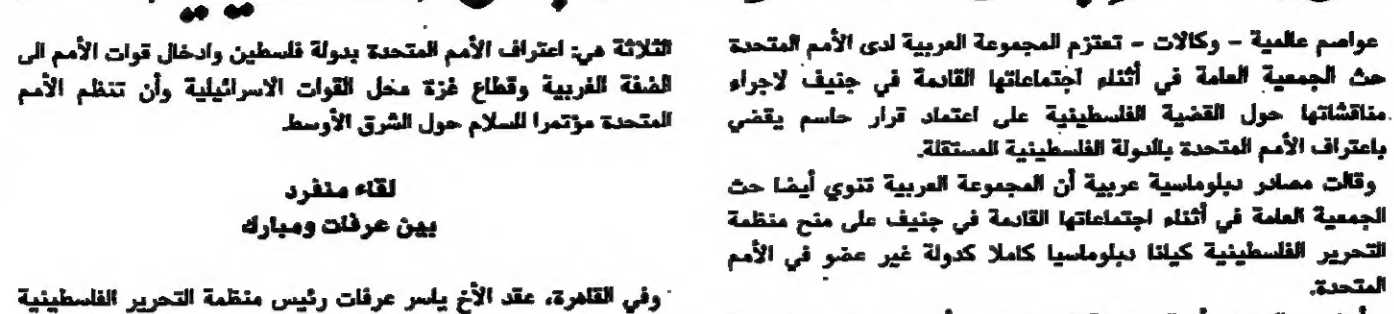 عواصم عالمية – وكالات – تعتزم المجموعة العربية لدى الأمم المتحدة
حث الجمعية العامة في أثناء اجتماعاتها القادمة في جنيف لاجراء
مناقشاتها حول القضية الفلسطينية على اعتماد قرار حاسم يقضي
باعتراف الأمم المتحدة بالدولة الفلسطينية المستقلة.
وقالت مصادر دبلوماسية عربية أن المجموعة العربية تنوي أيضا حث
الجمعية العامة في أثناء اجتماعاتها القادمة في جنيف على منح منظمة
التحرير الفلسطينية كيانا دبلوماسيا كاملا كدولة غير عضو في الأمم
المتحدة.
الثلاثة هي: اعتراف الأمم المتحدة بدولة فلسطين وادخال قوات الأمم الى
الضفة الغربية وقطاع غزة محل القوات الاسرائيلية وأن تنظم الأمم
المتحدة مؤتمرا للسلام حول الشرق الأوسط.
لقاء منفرد
بين عرفات ومبارك
وفي القاهرة، عقد الأخ ياسر عرفات رئيس منظمة التحرير الفلسطينية